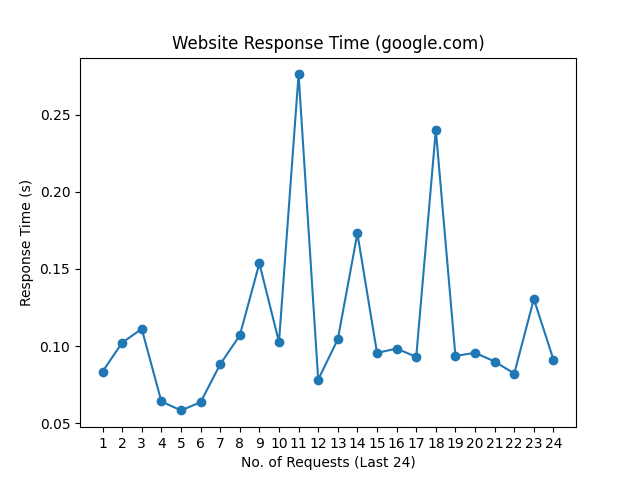 Website Response Time (google.com)
0.25
0.20
0.15
0.10
0.05
Response Time (s)
1 2 3 4 5 6 7 8 9 10 11 12 13 14 15 16 17 18 19 20 21 22 23 24
No. of Requests (Last 24)